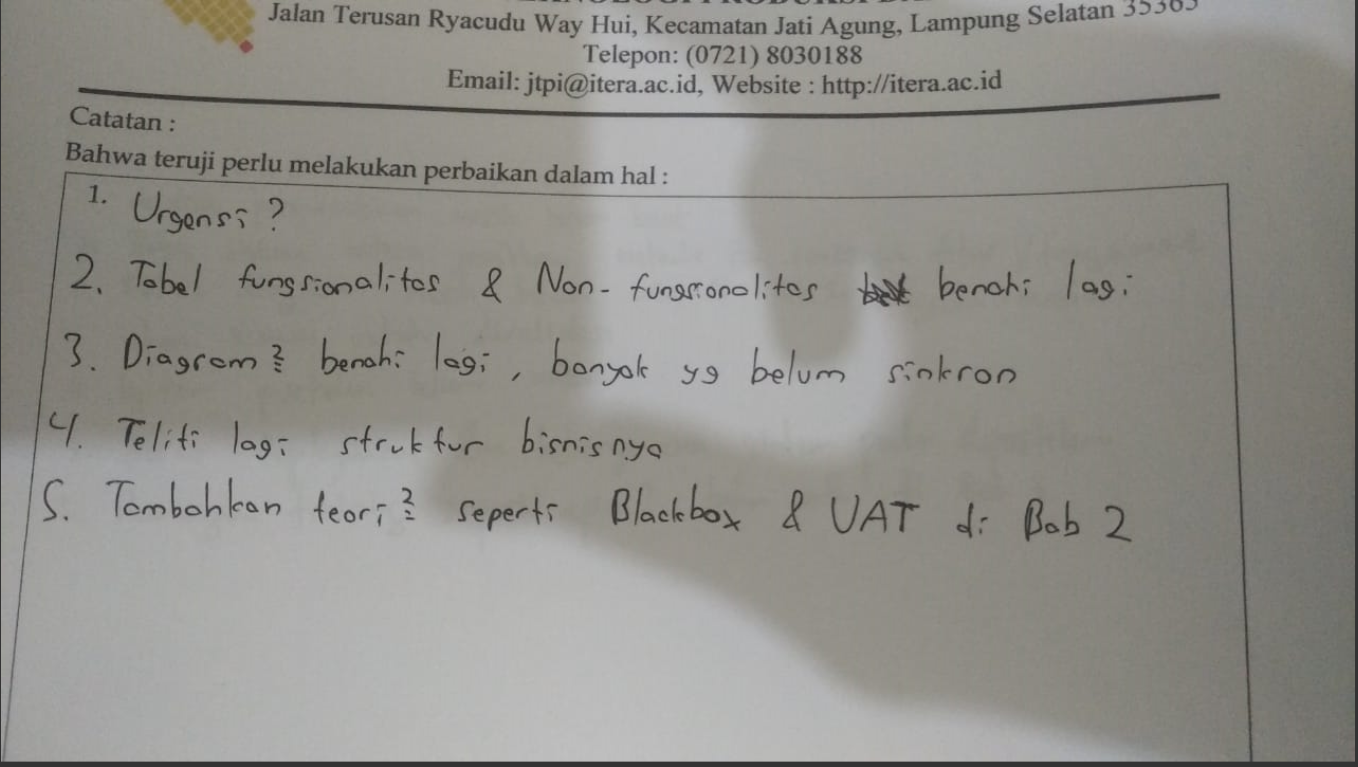 Jalan Terusan Ryacudu Way Hui, Kecamatan Jati Agung, Lampung Selatan 35365
Telepon: (0721) 8030188
Email: jtpi@itera.ac.id, Website : http://itera.ac.id
Catatan :
Bahwa teruji perlu melakukan perbaikan dalam hal :
1. Urgensi ?
2. Tabel fungsionalitas & Non-fungsionalitas benahi lagi
3. Diagram² benahi lagi, banyak yg belum sinkron
4. Teliti lagi struktur bisnisnya
5. Tambahkan teori² seperti Blackbox & UAT di Bab 2